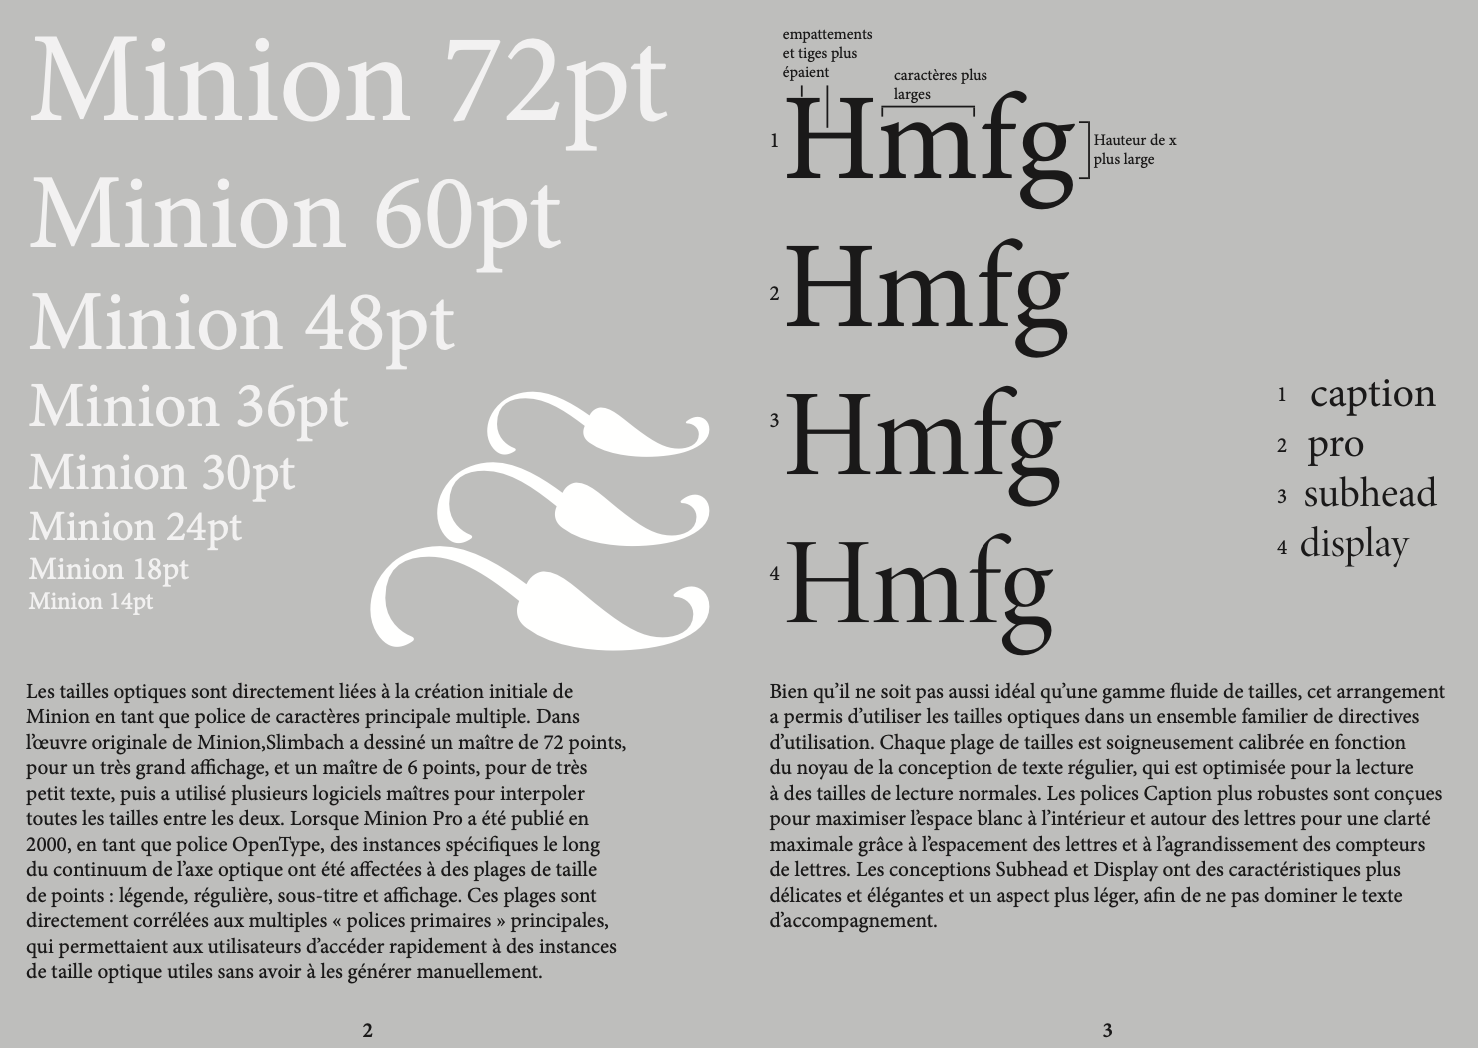 Minion 72pt
Minion 60pt
Minion 48pt
Minion 36pt
Minion 30pt
Minion 24pt
Minion 18pt
Minion 14pt
Les tailles optiques sont directement liées à la création initiale de
Minion en tant que police de caractères principale multiple. Dans
l’œuvre originale de Minion,Slimbach a dessiné un maître de 72 points,
pour un très grand affichage, et un maître de 6 points, pour de très
petit texte, puis a utilisé plusieurs logiciels maîtres pour interpoler
toutes les tailles entre les deux. Lorsque Minion Pro a été publié en
2000, en tant que police OpenType, des instances spécifiques le long
du continuum de l’axe optique ont été affectées à des plages de taille
de points : légende, régulière, sous-titre et affichage. Ces plages sont
directement corrélées aux multiples « polices primaires » principales,
qui permettaient aux utilisateurs d’accéder rapidement à des instances
de taille optique utiles sans avoir à les générer manuellement.
2
empattements
et tiges plus
épaient
caractères plus
larges
1 Hmfg
Hauteur de x
plus large
2 Hmfg
3 Hmfg
4 Hmfg
1 caption
2 pro
3 subhead
4 display
Bien qu’il ne soit pas aussi idéal qu’une gamme fluide de tailles, cet arrangement
a permis d’utiliser les tailles optiques dans un ensemble familier de directives
d’utilisation. Chaque plage de tailles est soigneusement calibrée en fonction
du noyau de la conception de texte régulier, qui est optimisée pour la lecture
à des tailles de lecture normales. Les polices Caption plus robustes sont conçues
pour maximiser l’espace blanc à l’intérieur et autour des lettres pour une clarté
maximale grâce à l’espacement des lettres et à l’agrandissement des compteurs
de lettres. Les conceptions Subhead et Display ont des caractéristiques plus
délicates et élégantes et un aspect plus léger, afin de ne pas dominer le texte
d’accompagnement.
3